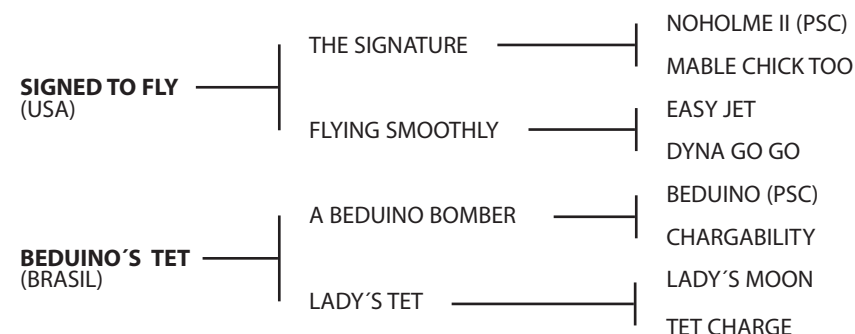 NOHOLME II (PSC)
THE SIGNATURE
MABLE CHICK TOO
SIGNED TO FLY
(USA)
EASY JET
FLYING SMOOTHLY
DYNA GO GO
BEDUINO (PSC)
A BEDUINO BOMBER
CHARGABILITY
BEDUINO´S TET
(BRASIL)
LADY´S MOON
LADY´S TET
TET CHARGE